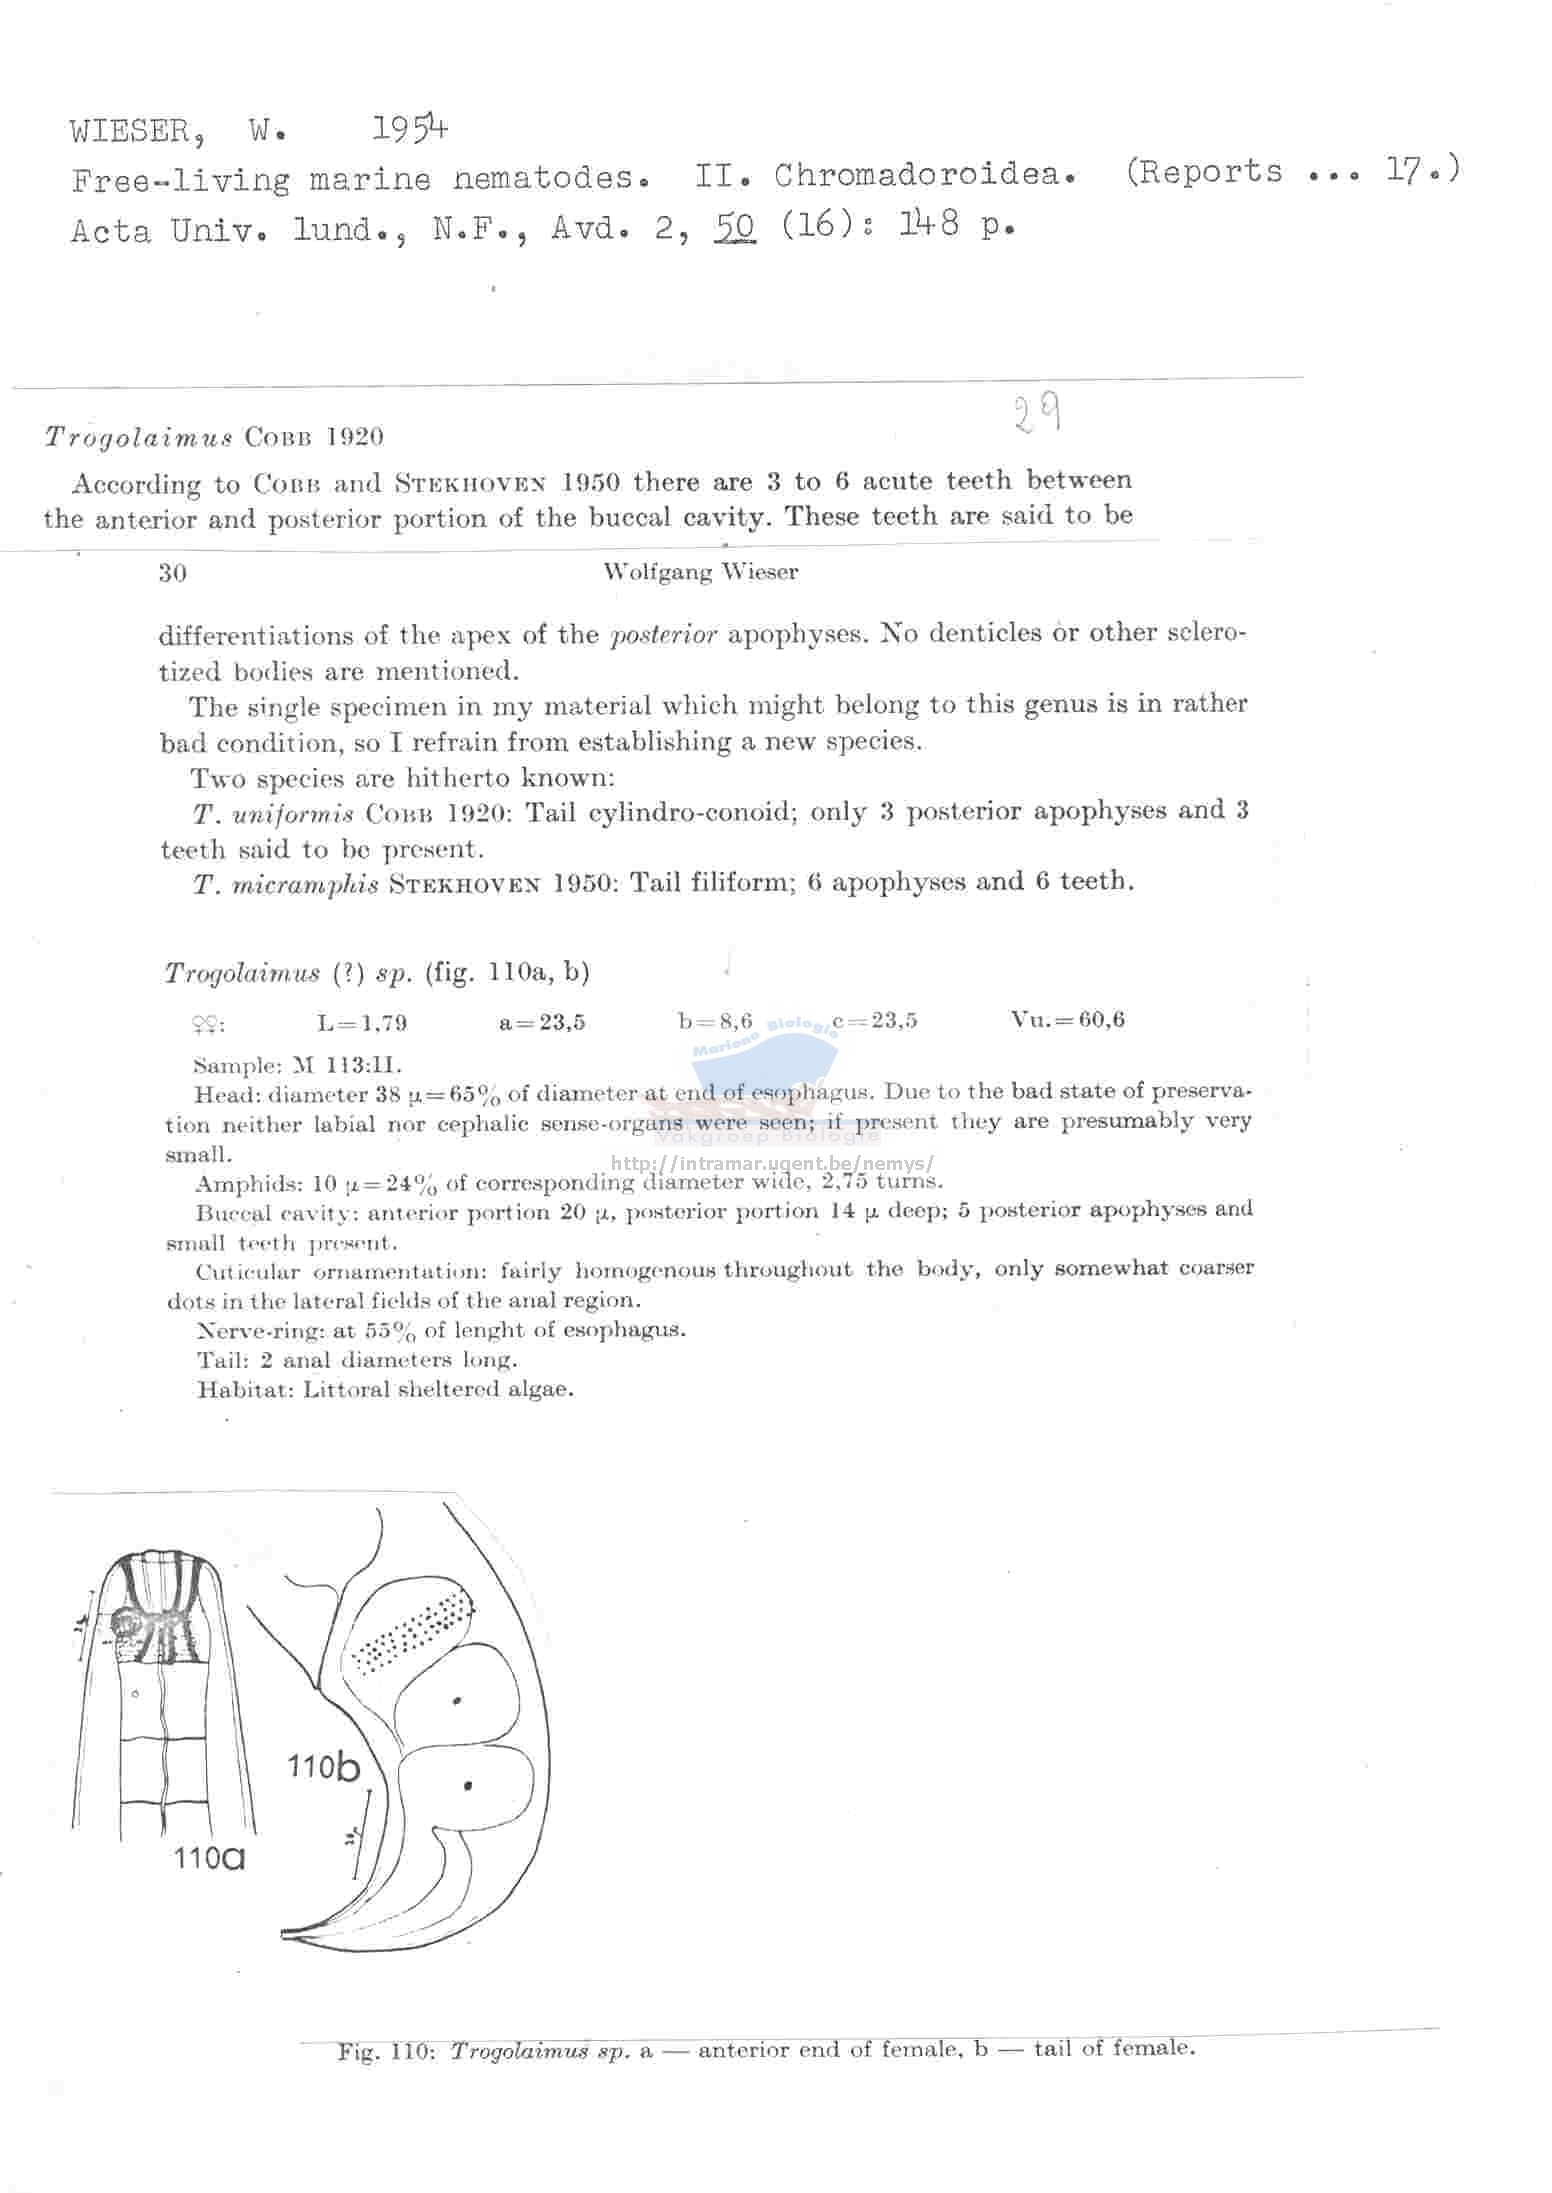 WIESER, W. 1954
Free-living marine nematodes. II. Chromadoroidea. (Reports ... 17.)
Acta Univ. lund., N.F., Avd. 2, 50 (16): 148 p.
29
Trogolaimus COBB 1920
According to COBB and STEKHOVEN 1950 there are 3 to 6 acute teeth between
the anterior and posterior portion of the buccal cavity. These teeth are said to be
30 Wolfgang Wieser
differentiations of the apex of the posterior apophyses. No denticles or other sclero-
tized bodies are mentioned.
The single specimen in my material which might belong to this genus is in rather
bad condition, so I refrain from establishing a new species.
Two species are hitherto known:
T. uniformis COBB 1920: Tail cylindro-conoid; only 3 posterior apophyses and 3
teeth said to be present.
T. micramphis STEKHOVEN 1950: Tail filiform; 6 apophyses and 6 teeth.
Trogolaimus (?) sp. (fig. 110a, b)
♀♀: L=1,79 a=23,5 b=8,6 c=23,5 Vu.=60,6
Mariene Biologie
Sample: M 113:II.
Head: diameter 38 µ=65% of diameter at end of esophagus. Due to the bad state of preserva-
tion neither labial nor cephalic sense-organs were seen; if present they are presumably very
Vakgroep Biologie
small.
http://intramar.ugent.be/nemys/
Amphids: 10 µ=24% of corresponding diameter wide, 2,75 turns.
Buccal cavity: anterior portion 20 µ, posterior portion 14 µ deep; 5 posterior apophyses and
small teeth present.
Cuticular ornamentation: fairly homogenous throughout the body, only somewhat coarser
dots in the lateral fields of the anal region.
Nerve-ring: at 55% of lenght of esophagus.
Tail: 2 anal diameters long.
Habitat: Littoral sheltered algae.
110b
110a
Fig. 110: Trogolaimus sp. a — anterior end of female, b — tail of female.